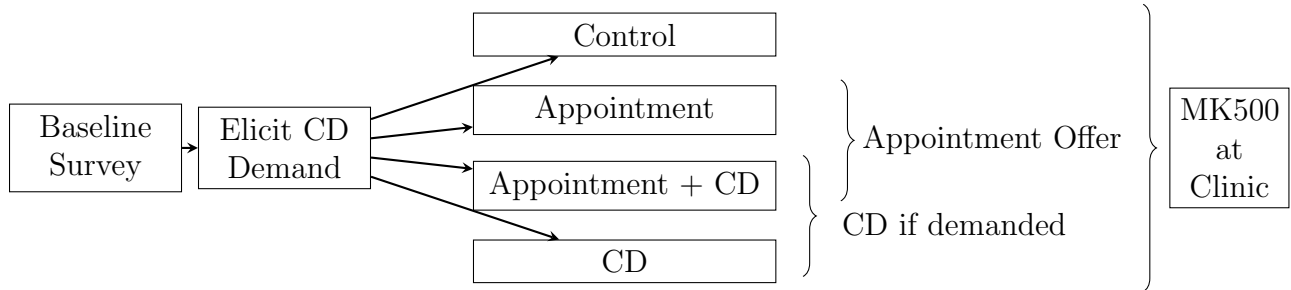 Baseline
Survey
Elicit CD
Demand
Control
Appointment
Appointment + CD
CD
Appointment Offer
CD if demanded
MK500
at
Clinic